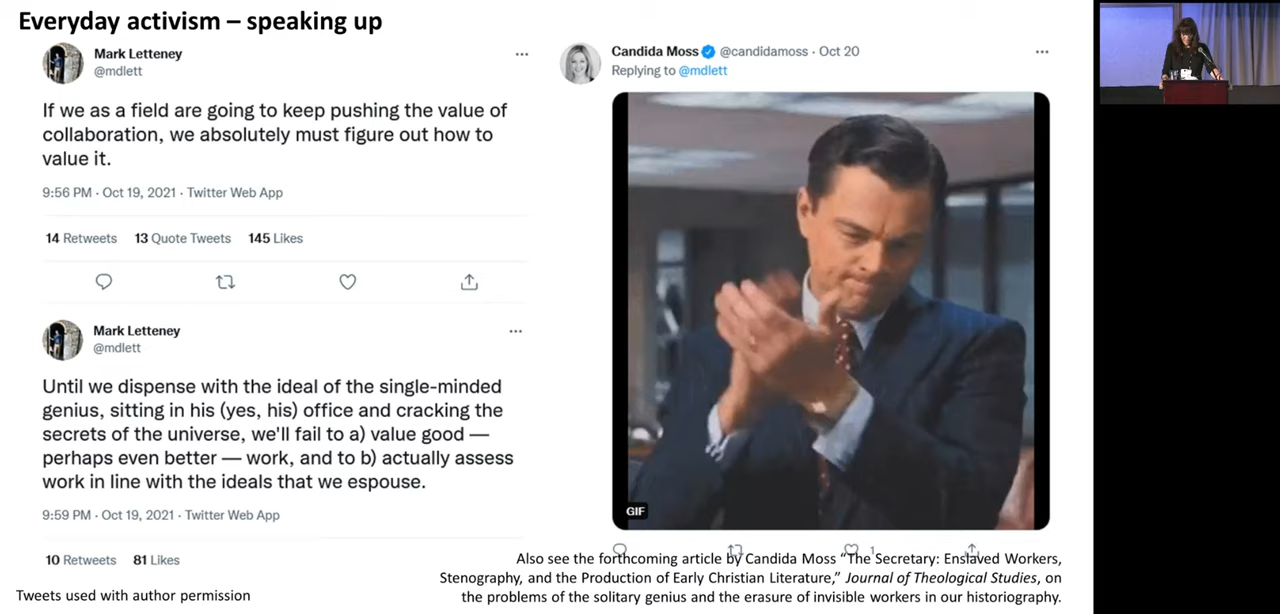 Everyday activism – speaking up
Mark Letteney
@mdlett
If we as a field are going to keep pushing the value of
collaboration, we absolutely must figure out how to
value it.
9:56 PM · Oct 19, 2021 · Twitter Web App
14 Retweets 13 Quote Tweets 145 Likes
Mark Letteney
@mdlett
Until we dispense with the ideal of the single-minded
genius, sitting in his (yes, his) office and cracking the
secrets of the universe, we'll fail to a) value good —
perhaps even better — work, and to b) actually assess
work in line with the ideals that we espouse.
9:59 PM · Oct 19, 2021 · Twitter Web App
10 Retweets 81 Likes
Tweets used with author permission
Candida Moss @candidamoss · Oct 20
Replying to @mdlett
GIF
1
Also see the forthcoming article by Candida Moss “The Secretary: Enslaved Workers,
Stenography, and the Production of Early Christian Literature,” Journal of Theological Studies, on
the problems of the solitary genius and the erasure of invisible workers in our historiography.